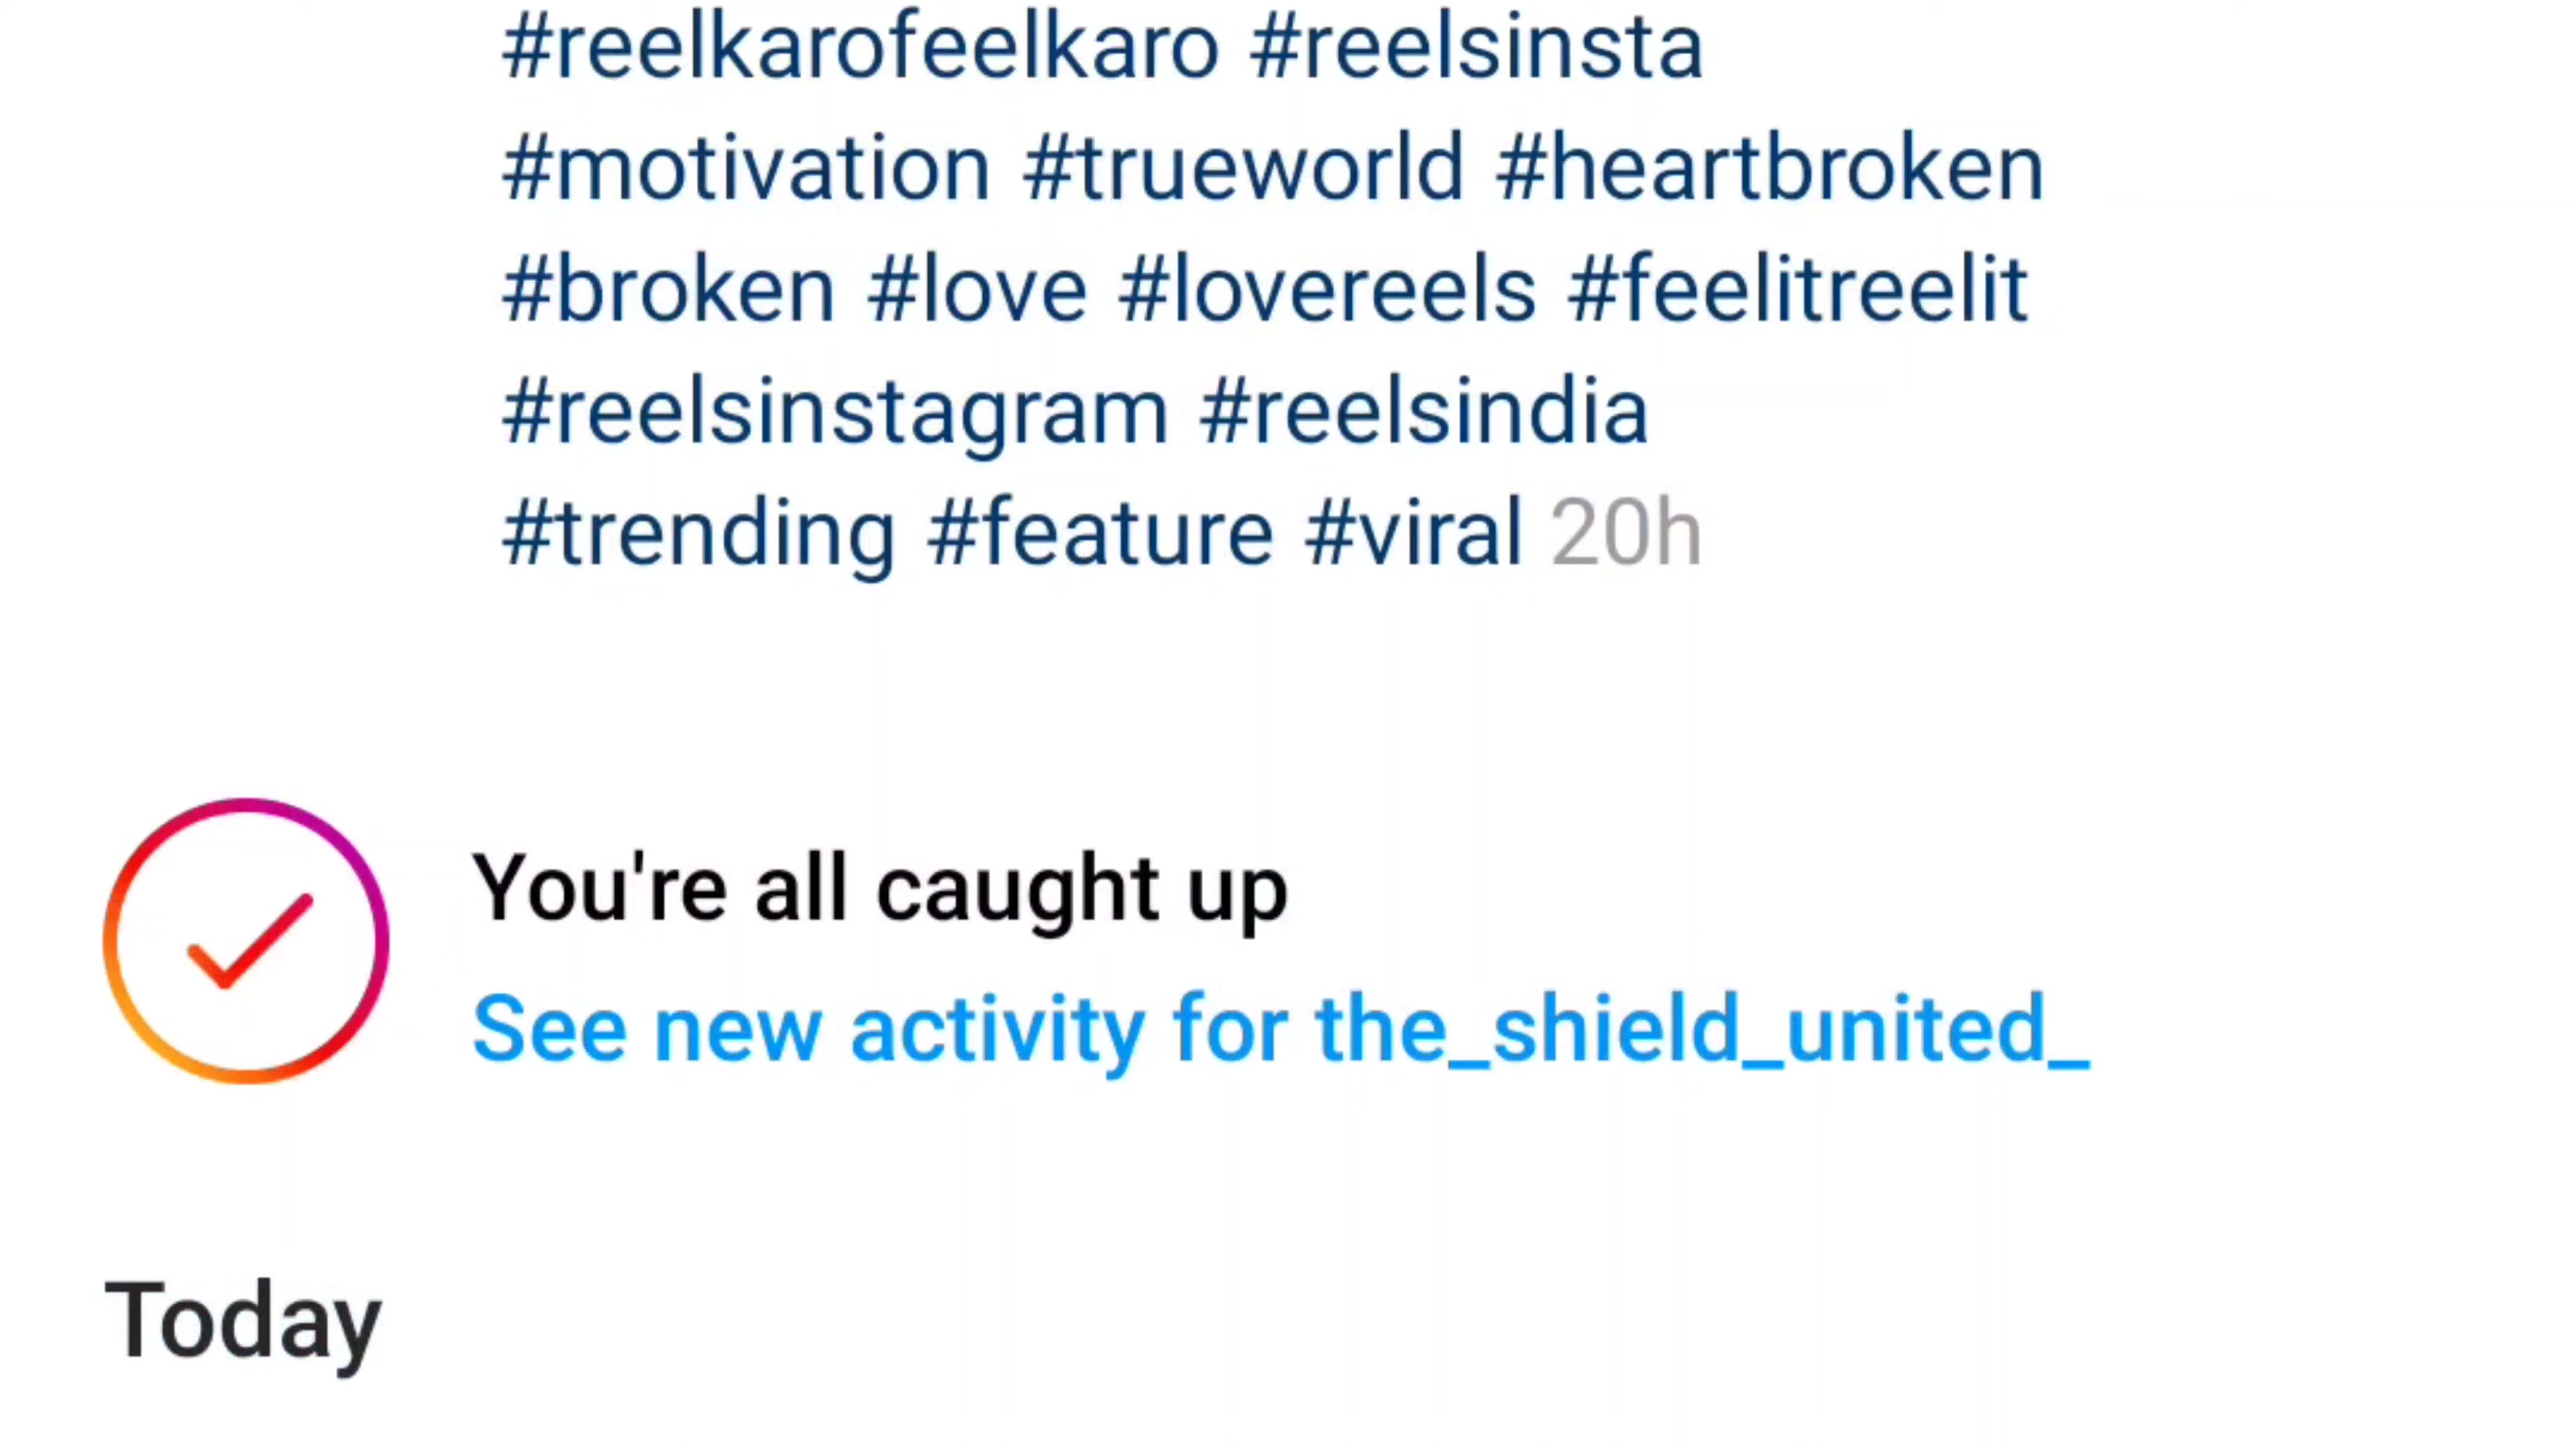 #reelkarofeelkaro #reelsinsta
#motivation #trueworld #heartbroken
#broken #love #lovereels #feelitreelit
#reelsinstagram #reelsindia
#trending #feature #viral 20h
You're all caught up
See new activity for the_shield_united_
Today